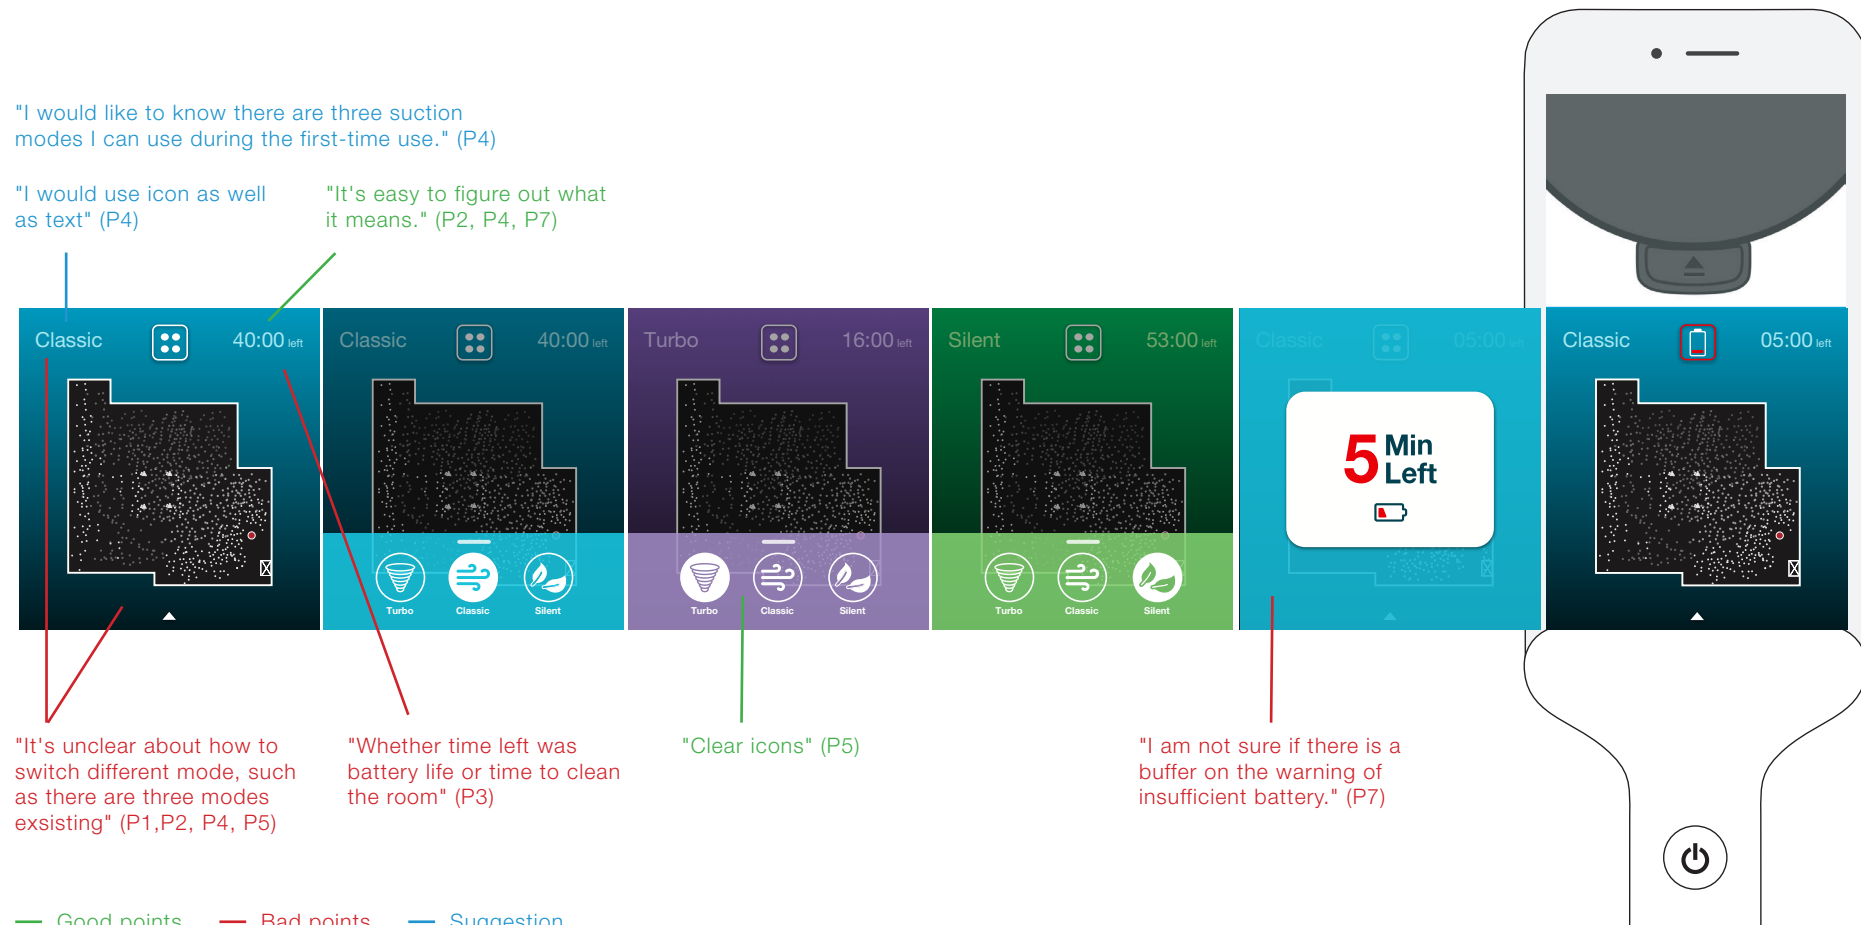 "I would like to know there are three suction
modes I can use during the first-time use." (P4)
"I would use icon as well
as text" (P4)
"It's easy to figure out what
it means." (P2, P4, P7)
Classic
40:00 left
Classic
40:00 left
Turbo
Classic
Silent
Turbo
16:00 left
Turbo
Classic
Silent
Silent
53:00 left
Turbo
Classic
Silent
Classic
05:00 left
5 Min
Left
Classic
05:00 left
"It's unclear about how to
switch different mode, such
as there are three modes
exsisting" (P1,P2, P4, P5)
"Whether time left was
battery life or time to clean
the room" (P3)
"Clear icons" (P5)
"I am not sure if there is a
buffer on the warning of
insufficient battery." (P7)
Good points
Bad points
Suggestion